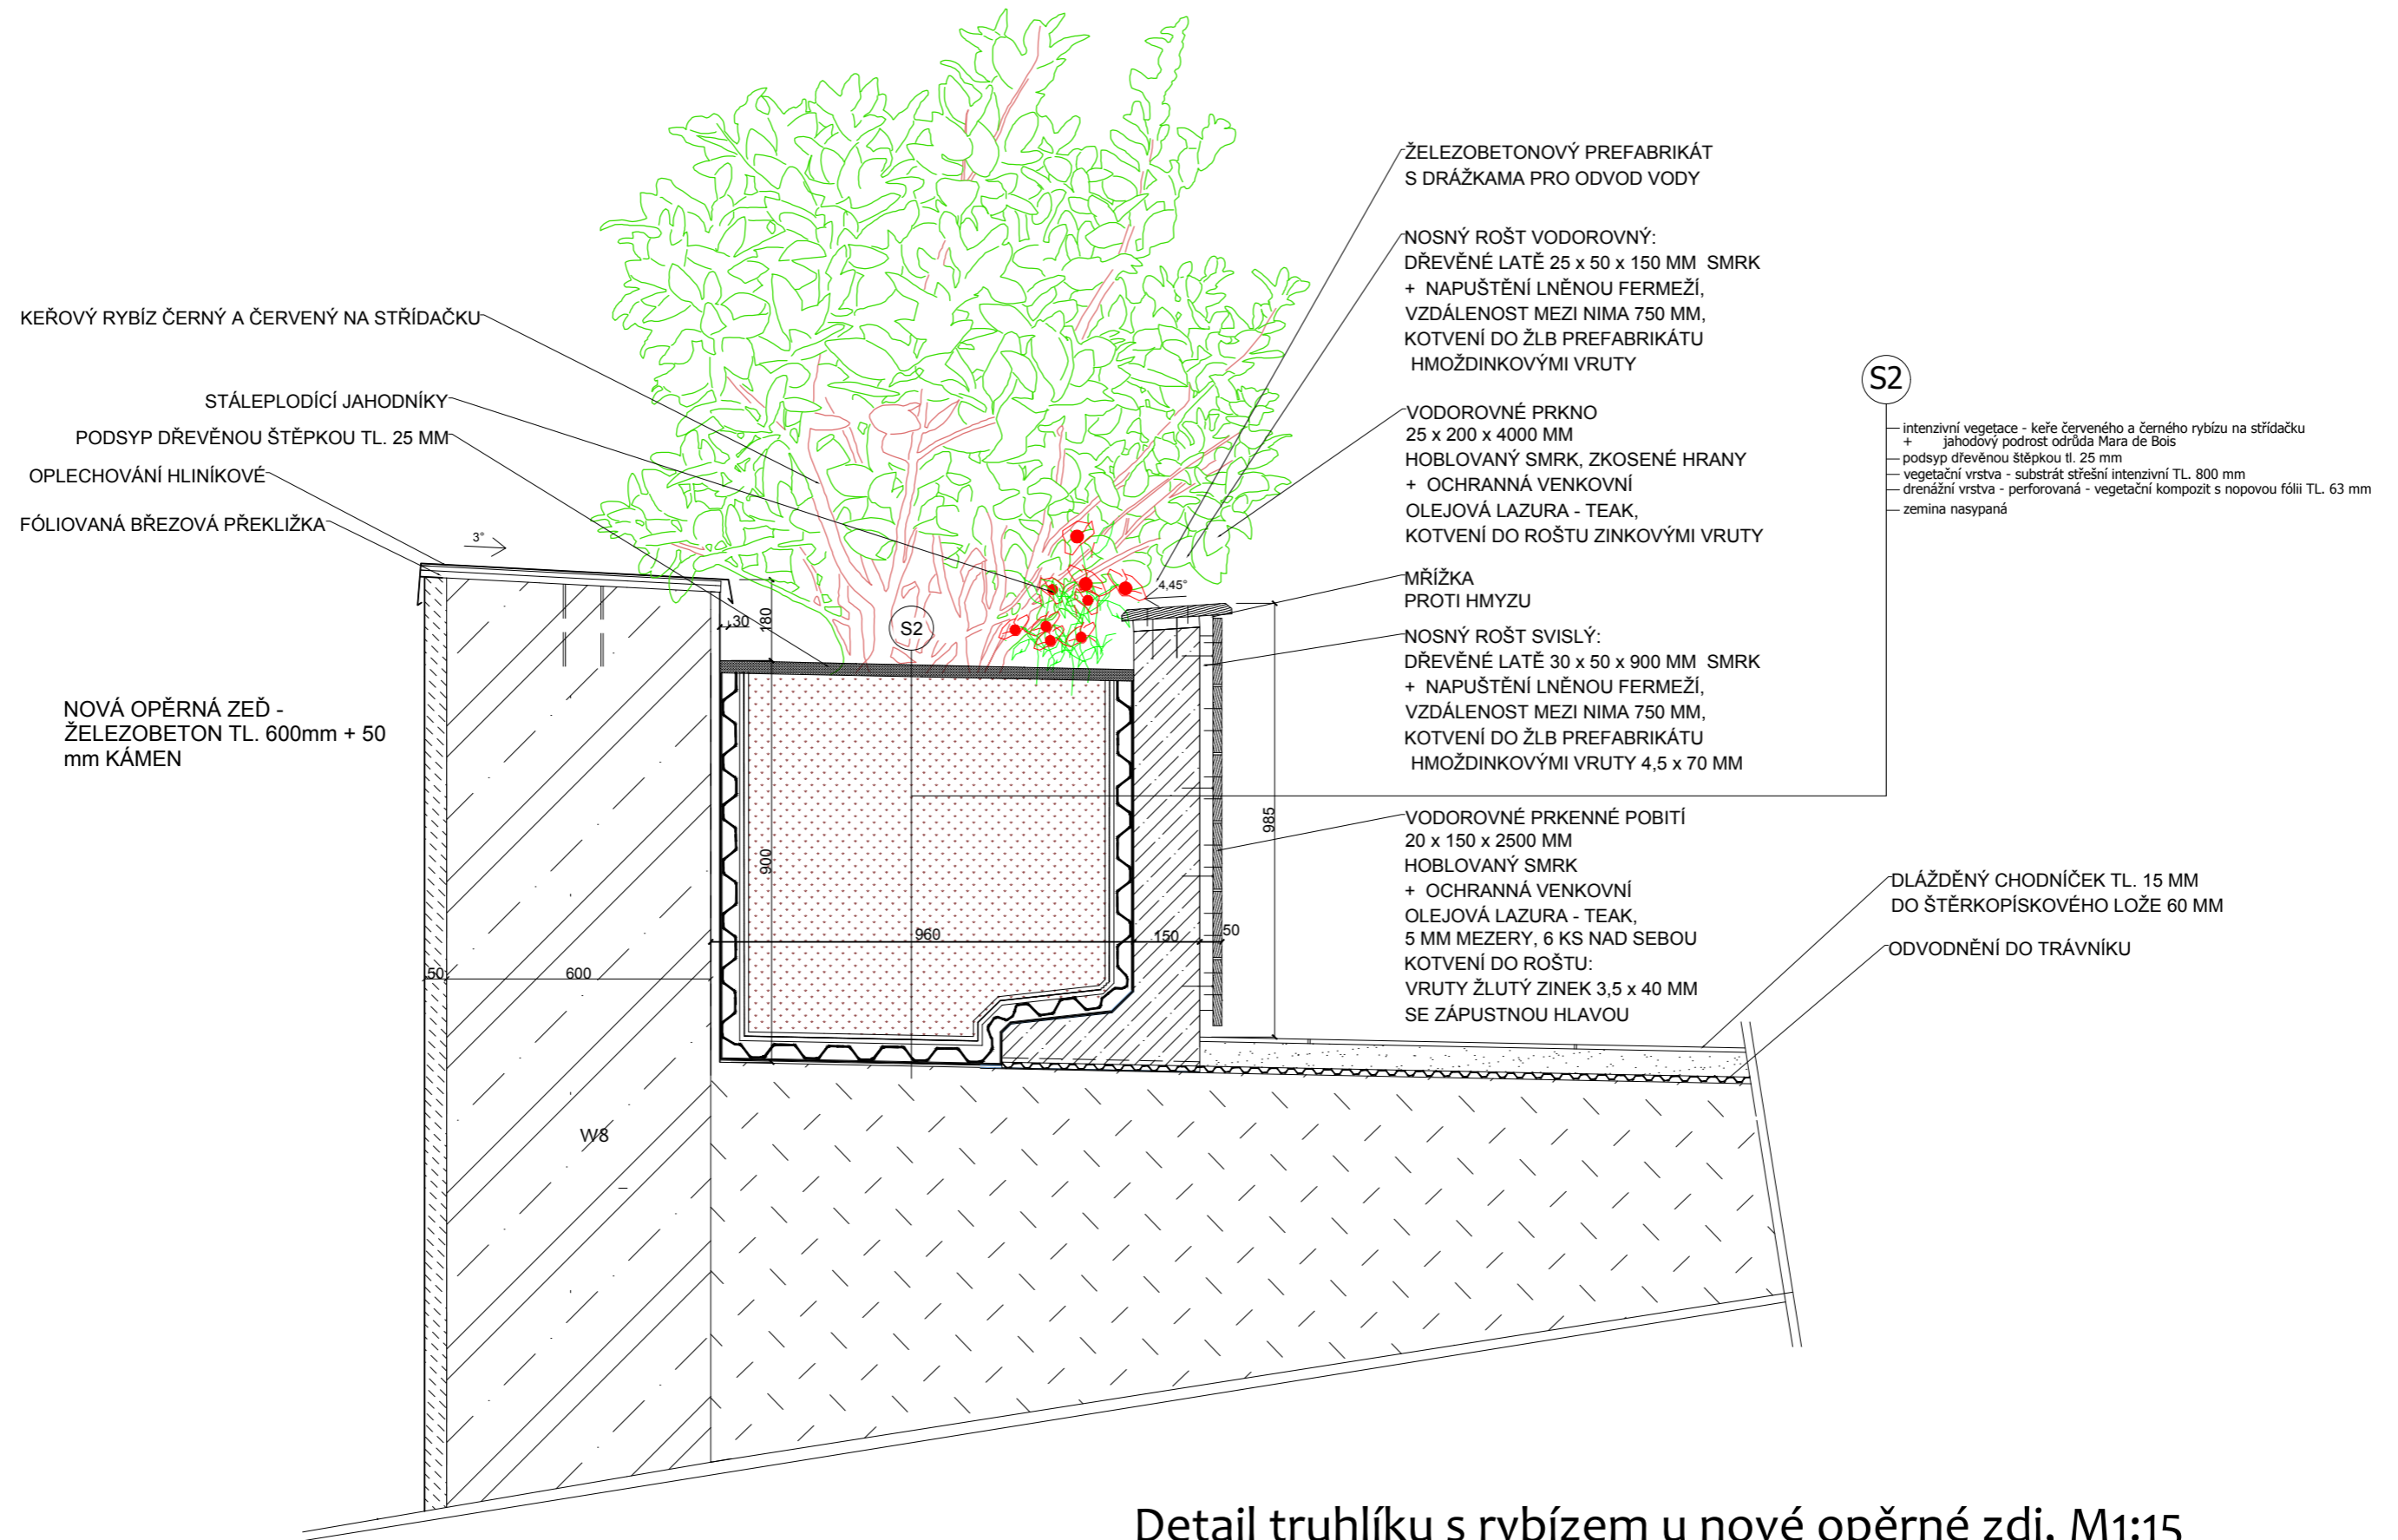 KEŘOVÝ RYBÍZ ČERNÝ A ČERVENÝ NA STŘÍDAČKU
STÁLEPLODÍCÍ JAHODNÍKY
PODSYP DŘEVĚNOU ŠTĚPKOU TL. 25 MM
OPLECHOVÁNÍ HLINÍKOVÉ
FÓLIOVANÁ BŘEZOVÁ PŘEKLIŽKA
NOVÁ OPĚRNÁ ZEĎ -
ŽELEZOBETON TL. 600mm + 50
mm KÁMEN
3°
180
30
S2
4,45°
900
985
960
150
50
50
600
W8
ŽELEZOBETONOVÝ PREFABRIKÁT
S DRÁŽKAMA PRO ODVOD VODY
NOSNÝ ROŠT VODOROVNÝ:
DŘEVĚNÉ LATĚ 25 x 50 x 150 MM SMRK
+ NAPUŠTĚNÍ LNĚNOU FERMEŽÍ,
VZDÁLENOST MEZI NIMA 750 MM,
KOTVENÍ DO ŽLB PREFABRIKÁTU
HMOŽDINKOVÝMI VRUTY
VODOROVNÉ PRKNO
25 x 200 x 4000 MM
HOBLOVANÝ SMRK, ZKOSENÉ HRANY
+ OCHRANNÁ VENKOVNÍ
OLEJOVÁ LAZURA - TEAK,
KOTVENÍ DO ROŠTU ZINKOVÝMI VRUTY
MŘÍŽKA
PROTI HMYZU
NOSNÝ ROŠT SVISLÝ:
DŘEVĚNÉ LATĚ 30 x 50 x 900 MM SMRK
+ NAPUŠTĚNÍ LNĚNOU FERMEŽÍ,
VZDÁLENOST MEZI NIMA 750 MM,
KOTVENÍ DO ŽLB PREFABRIKÁTU
HMOŽDINKOVÝMI VRUTY 4,5 x 70 MM
VODOROVNÉ PRKENNÉ POBITÍ
20 x 150 x 2500 MM
HOBLOVANÝ SMRK
+ OCHRANNÁ VENKOVNÍ
OLEJOVÁ LAZURA - TEAK,
5 MM MEZERY, 6 KS NAD SEBOU
KOTVENÍ DO ROŠTU:
VRUTY ŽLUTÝ ZINEK 3,5 x 40 MM
SE ZÁPUSTNOU HLAVOU
S2
intenzivní vegetace - keře červeného a černého rybízu na střídačku
+ jahodový podrost odrůda Mara de Bois
podsyp dřevěnou štěpkou tl. 25 mm
vegetační vrstva - substrát střešní intenzivní TL. 800 mm
drenážní vrstva - perforovaná - vegetační kompozit s nopovou fólii TL. 63 mm
zemina nasypaná
DLÁŽDĚNÝ CHODNÍČEK TL. 15 MM
DO ŠTĚRKOPÍSKOVÉHO LOŽE 60 MM
ODVODNĚNÍ DO TRÁVNÍKU
Detail truhlíku s rybízem u nové opěrné zdi, M1:15